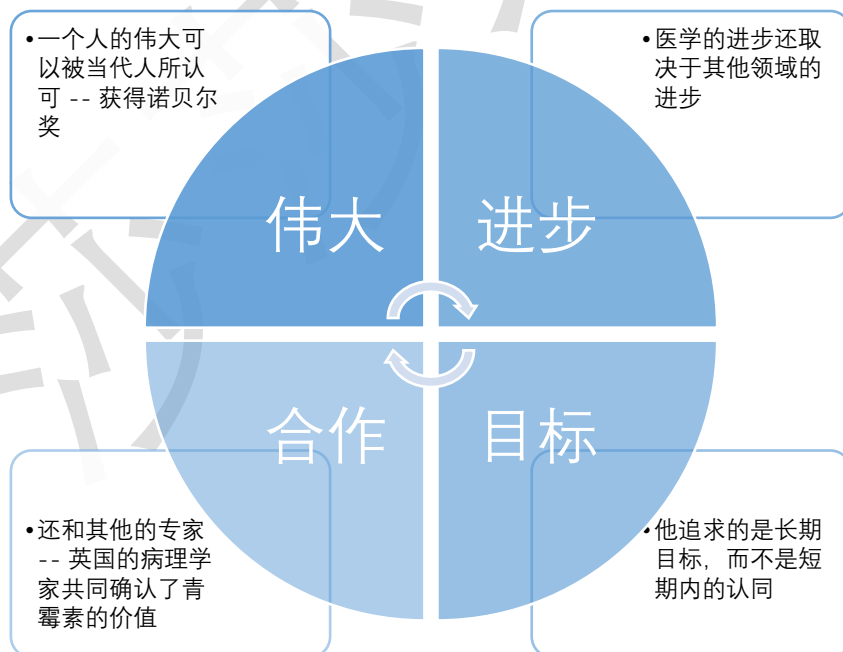 •一个人的伟大可
以被当代人所认
可 -- 获得诺贝尔
奖
•医学的进步还取
决于其他领域的
进步
伟大
进步
合作
目标
•还和其他的专家
-- 英国的病理学
家共同确认了青
霉素的价值
•他追求的是长期
目标，而不是短
期内的认同